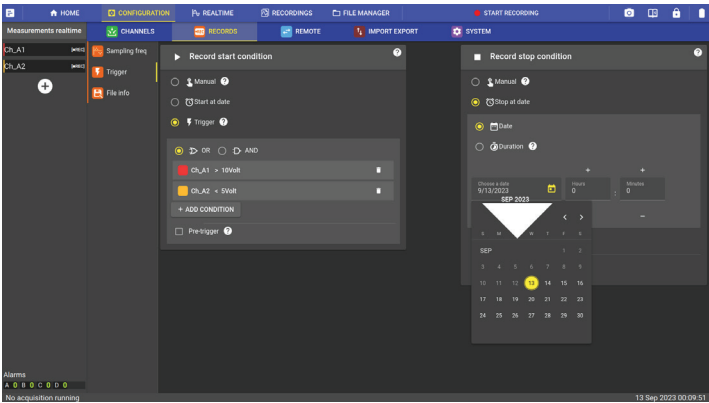 HOME
CONFIGURATION
REALTIME
RECORDINGS
FILE MANAGER
START RECORDING
Measurements realtime
CHANNELS
RECORDS
REMOTE
IMPORT EXPORT
SYSTEM
Ch_A1
Ch_A2
Sampling freq
Trigger
File info
Record start condition
Manual
Start at date
Trigger
OR AND
Ch_A1 > 10Volt
Ch_A2 < 5Volt
+ ADD CONDITION
Pre-trigger
Record stop condition
Manual
Stop at date
Date
Duration
Choose a date
9/13/2023
Hours
0
:
Minutes
0
SEP 2023
S M W T F S
SEP 1 2
3 4 5 6 7 8 9
10 11 12 13 14 15 16
17 18 19 20 21 22 23
24 25 26 27 28 29 30
Alarms
A 0 B 0 C 0 D 0
No acquisition running
13 Sep 2023 00:09:51